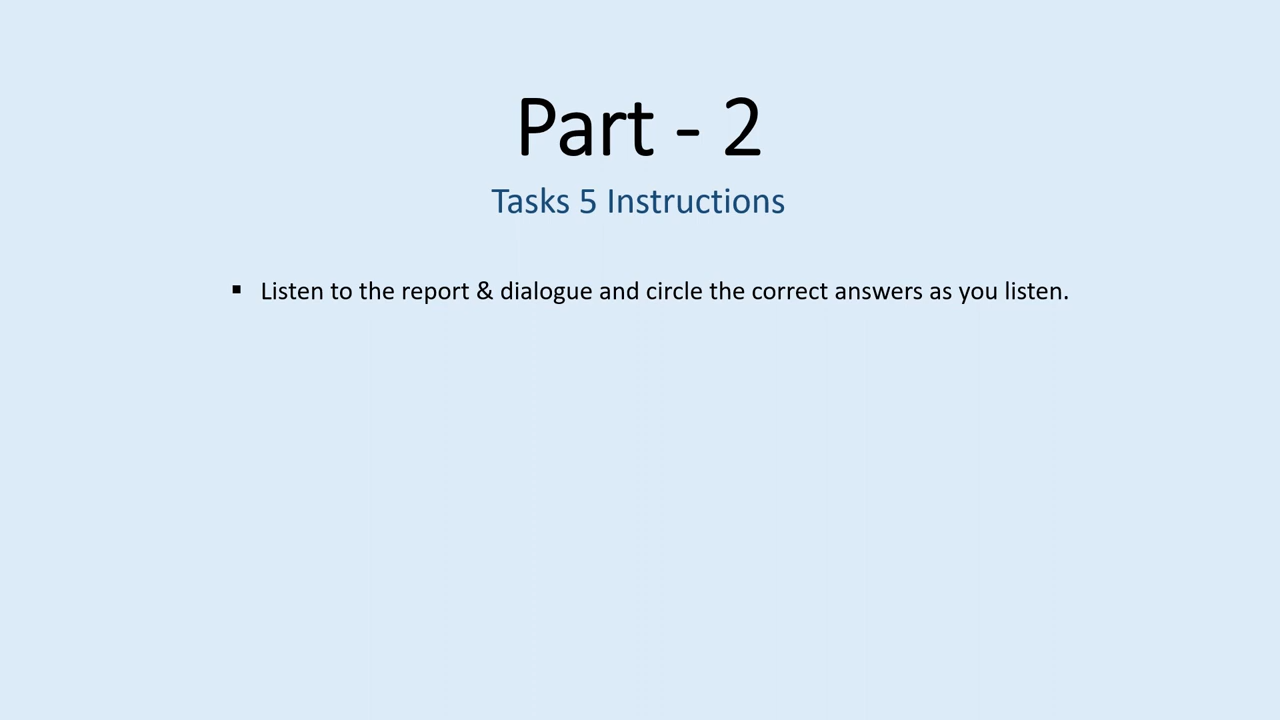 Part - 2
Tasks 5 Instructions
▪ Listen to the report & dialogue and circle the correct answers as you listen.